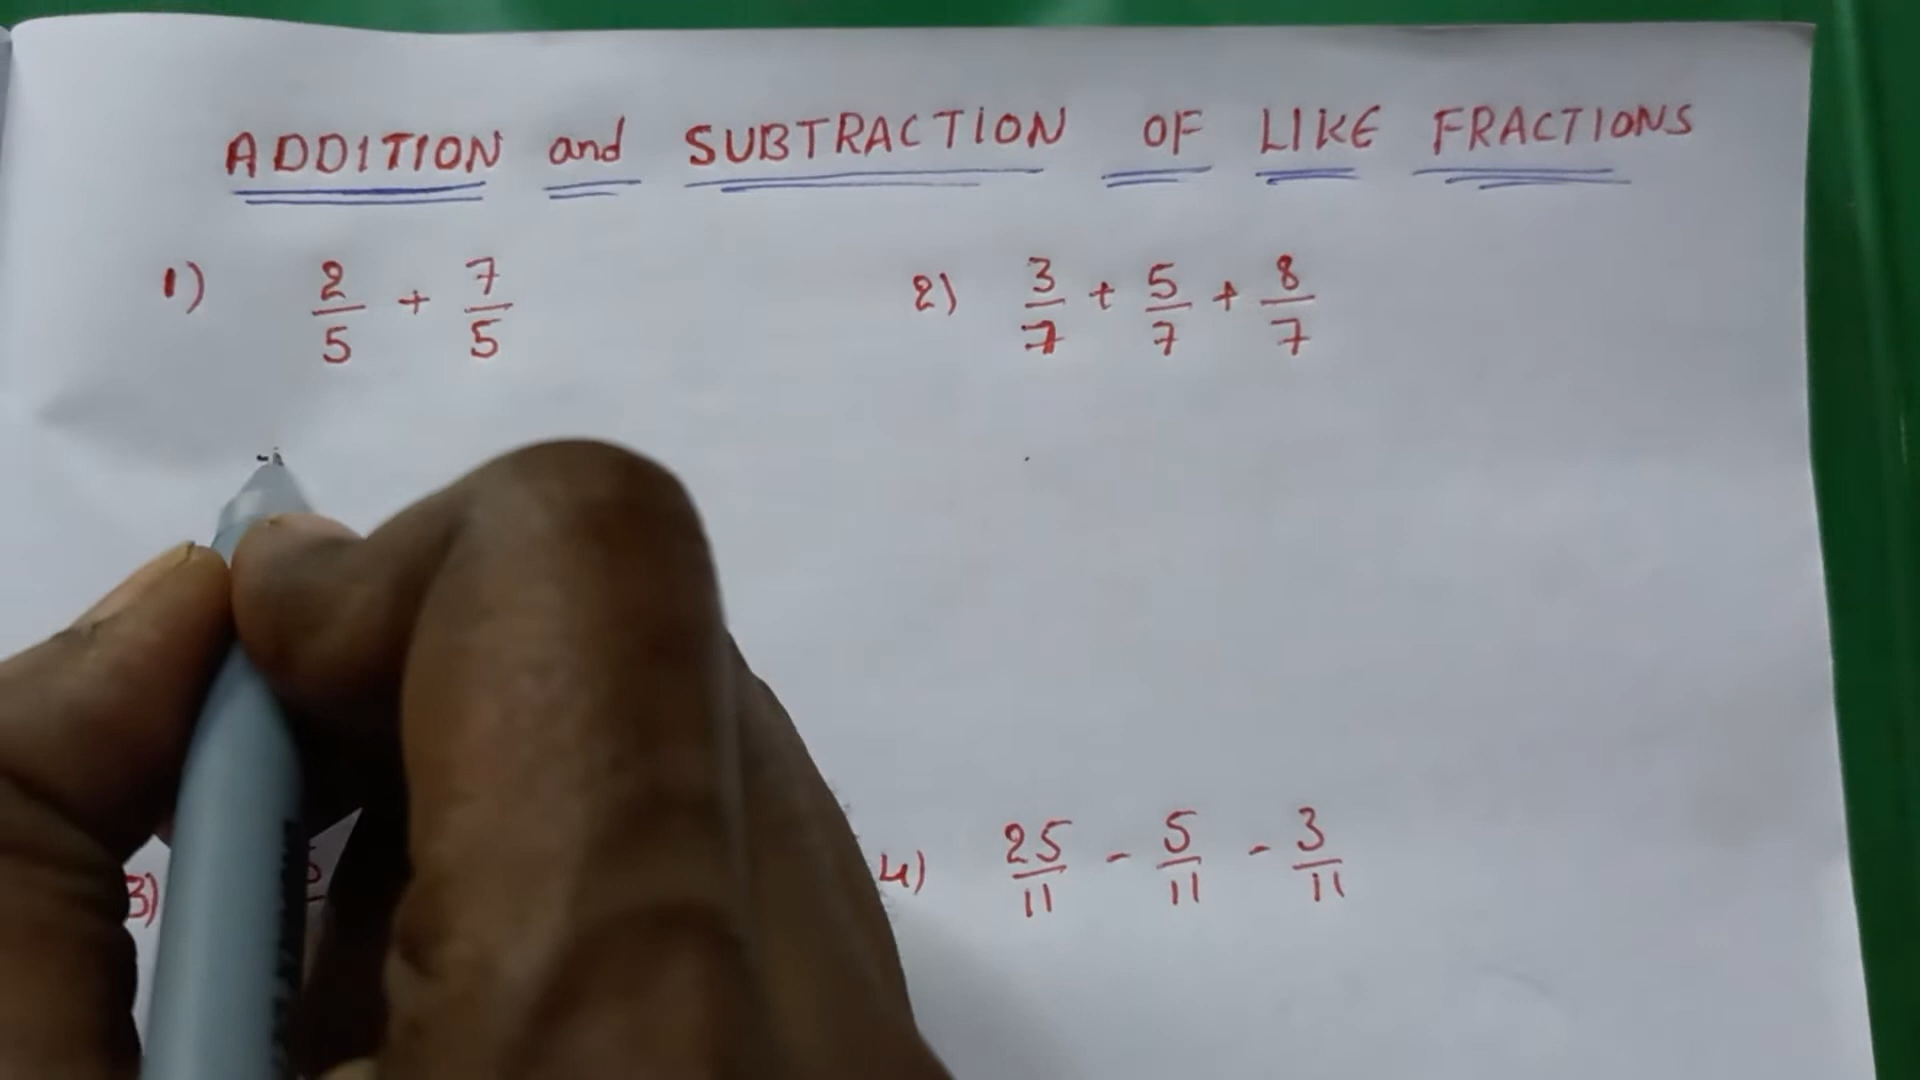 ADDITION and SUBTRACTION OF LIKE FRACTIONS
1) 2/5 + 7/5
2) 3/7 + 5/7 + 8/7
3)
4) 25/11 - 5/11 - 3/11